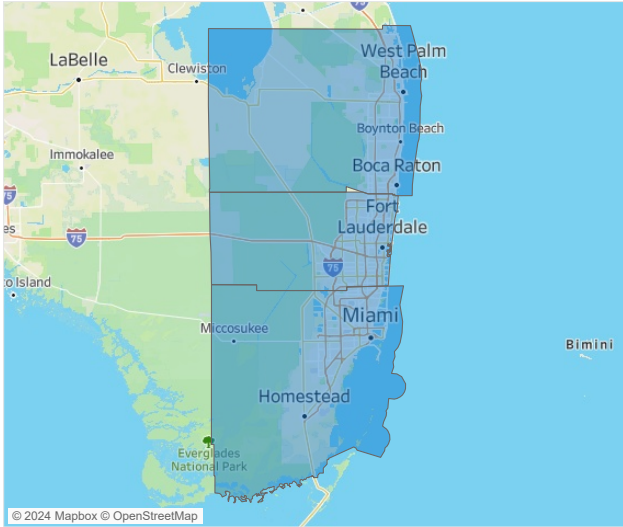 West Palm
Beach
LaBelle
Clewiston
Boynton Beach
Immokalee
Boca Raton
75
Fort
Lauderdale
es
75
75
to Island
Miami
Miccosukee
Bimini
Homestead
Everglades
National Park
© 2024 Mapbox © OpenStreetMap